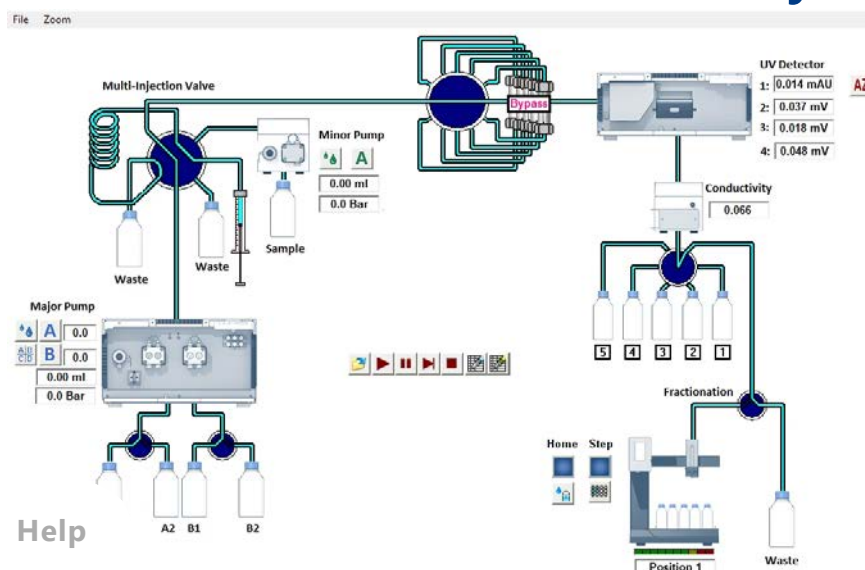 File Zoom
Multi-Injection Valve
Bypass
UV Detector
1: 0.014 mAU
2: 0.037 mV
3: 0.018 mV
4: 0.048 mV
AZ
Minor Pump
A
0.00 ml
0.0 Bar
Conductivity
0.066
Waste
Waste
Sample
Major Pump
A 0.0
A B C D B 0.0
0.00 ml
0.0 Bar
5 4 3 2 1
Fractionation
Home Step
A2 B1 B2
Help
Position 1
Waste